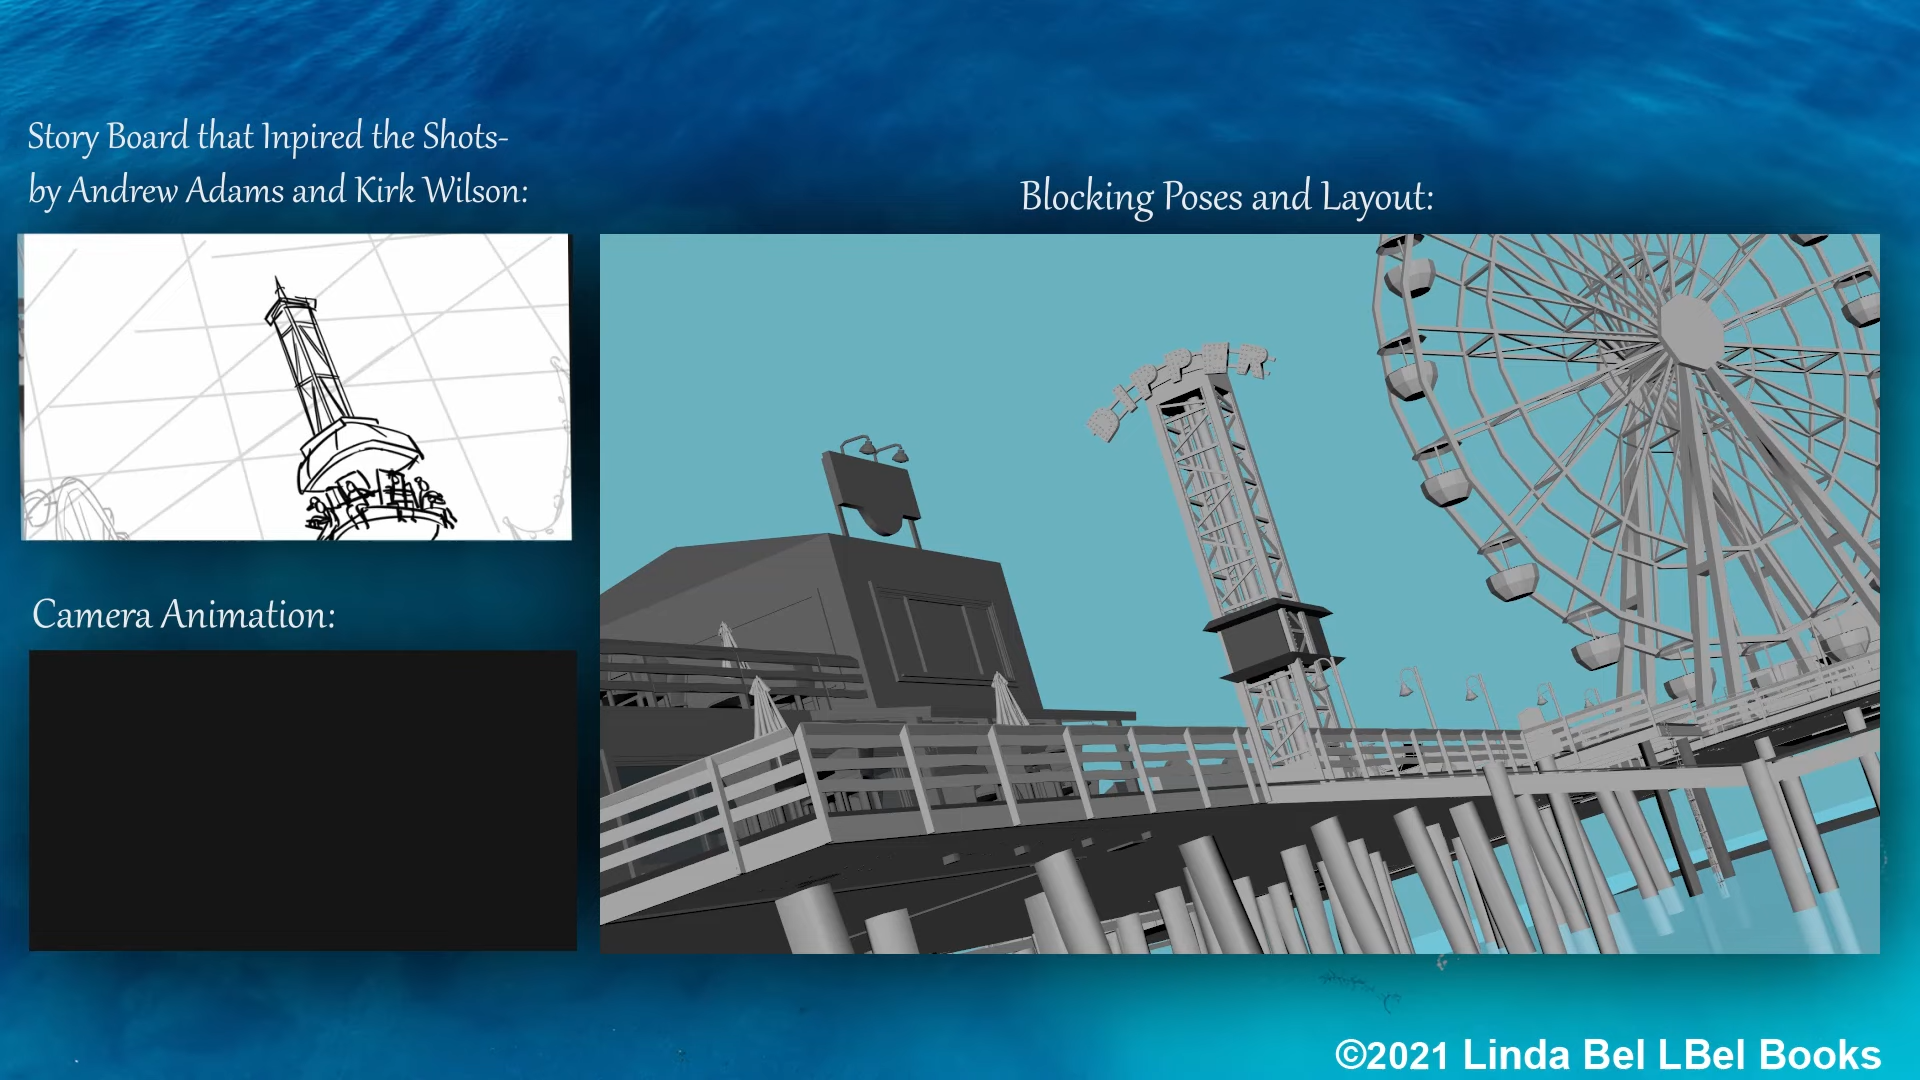 Story Board that Inpired the Shots-
by Andrew Adams and Kirk Wilson:
Blocking Poses and Layout:
DIPPER
Camera Animation:
©2021 Linda Bel LBel Books